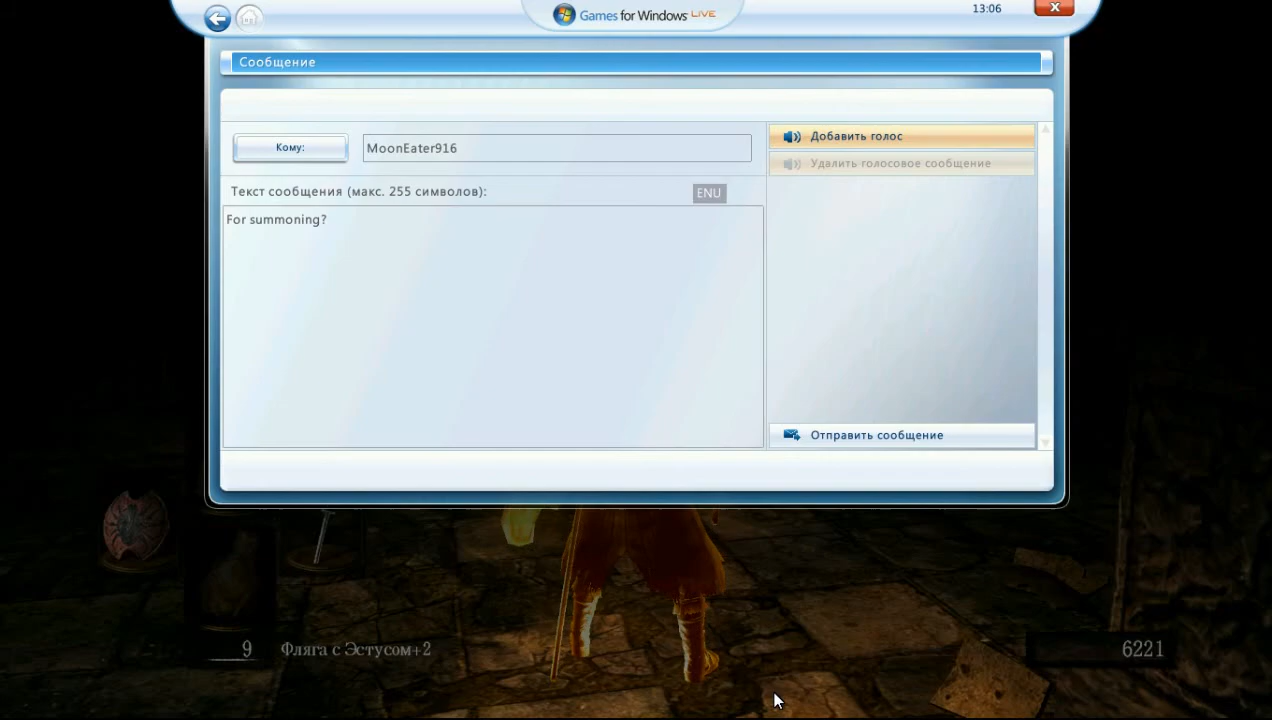 Games for Windows LIVE
13:06
Сообщение
Кому:
MoonEater916
Добавить голос
Удалить голосовое сообщение
Текст сообщения (макс. 255 символов):
ENU
For summoning?
Отправить сообщение
9
Фляга с Эстусом+2
6221